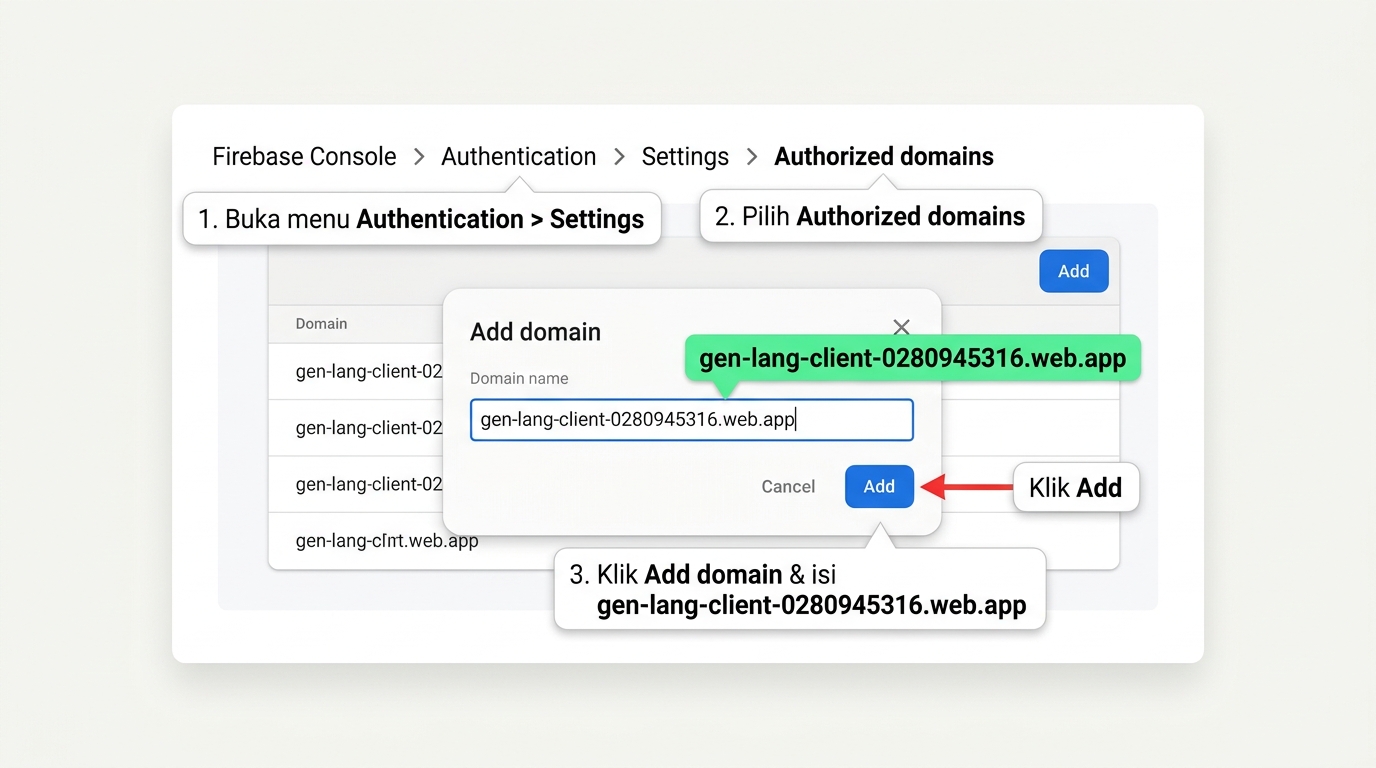 Firebase Console > Authentication > Settings > Authorized domains
1. Buka menu Authentication > Settings
2. Pilih Authorized domains
Add
Domain
gen-lang-client-02
gen-lang-client-02
gen-lang-client-02
.web.app
Add domain
gen-lang-client-0280945316.web.app
Domain name
gen-lang-client-0280945316.web.app
Cancel
Add
Klik Add
3. Klik Add domain & isi
gen-lang-client-0280945316.web.app